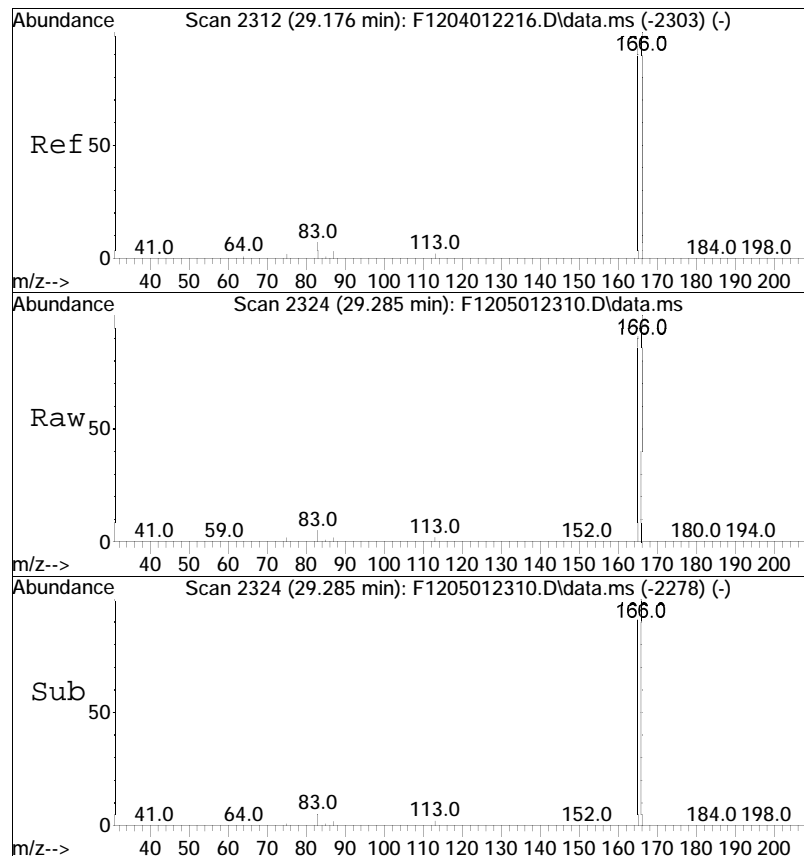 Abundance Scan 2312 (29.176 min): F1204012216.D\data.ms (-2303) (-)
166.0
Ref 50
83.0
41.0 64.0 113.0 184.0 198.0
0
m/z--> 40 50 60 70 80 90 100 110 120 130 140 150 160 170 180 190 200
Abundance Scan 2324 (29.285 min): F1205012310.D\data.ms
166.0
Raw 50
83.0
41.0 59.0 113.0 152.0 180.0 194.0
0
m/z--> 40 50 60 70 80 90 100 110 120 130 140 150 160 170 180 190 200
Abundance Scan 2324 (29.285 min): F1205012310.D\data.ms (-2278) (-)
166.0
Sub 50
83.0
41.0 64.0 113.0 152.0 184.0 198.0
0
m/z--> 40 50 60 70 80 90 100 110 120 130 140 150 160 170 180 190 200